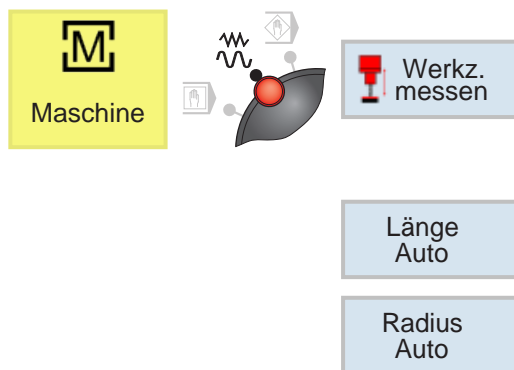 M
Maschine
Werkz.
messen
Länge
Auto
Radius
Auto